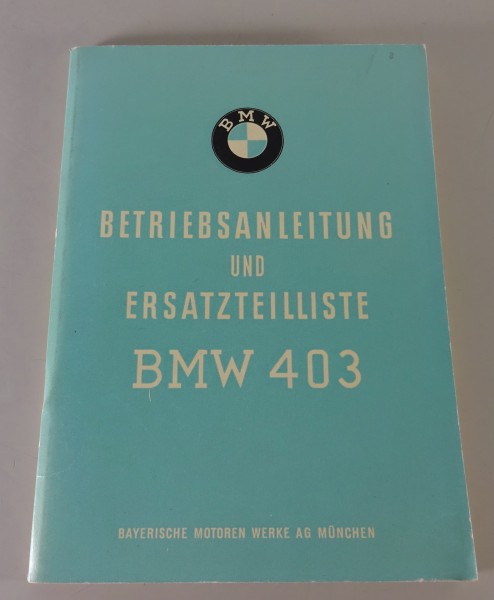 BMW
BETRIEBSANLEITUNG
UND
ERSATZTEILLISTE
BMW 403
BAYERISCHE MOTOREN WERKE AG MÜNCHEN